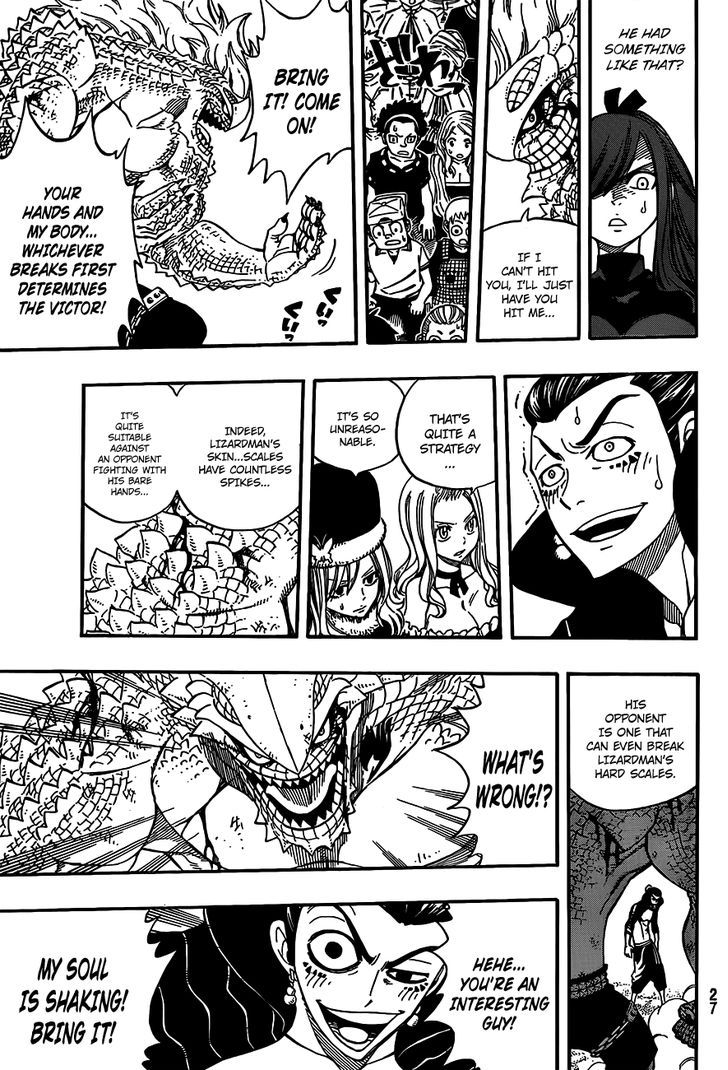 HE HAD
SOMETHING
LIKE THAT?
IF I
CAN'T HIT
YOU, I'LL JUST
HAVE YOU
HIT ME...
BRING
IT! COME
ON!
YOUR
HANDS AND
MY BODY...
WHICHEVER
BREAKS FIRST
DETERMINES
THE VICTOR!
THAT'S
QUITE A
STRATEGY
...
IT'S SO
UNREASO-
NABLE.
INDEED,
LIZARDMAN'S
SKIN...SCALES
HAVE COUNTLESS
SPIKES...
IT'S
QUITE
SUITABLE
AGAINST
AN OPPONENT
FIGHTING WITH
HIS BARE
HANDS...
HIS
OPPONENT
IS ONE THAT
CAN EVEN BREAK
LIZARDMAN'S
HARD SCALES.
WHAT'S
WRONG!?
HEHE...
YOU'RE AN
INTERESTING
GUY!
MY SOUL
IS SHAKING!
BRING IT!
27